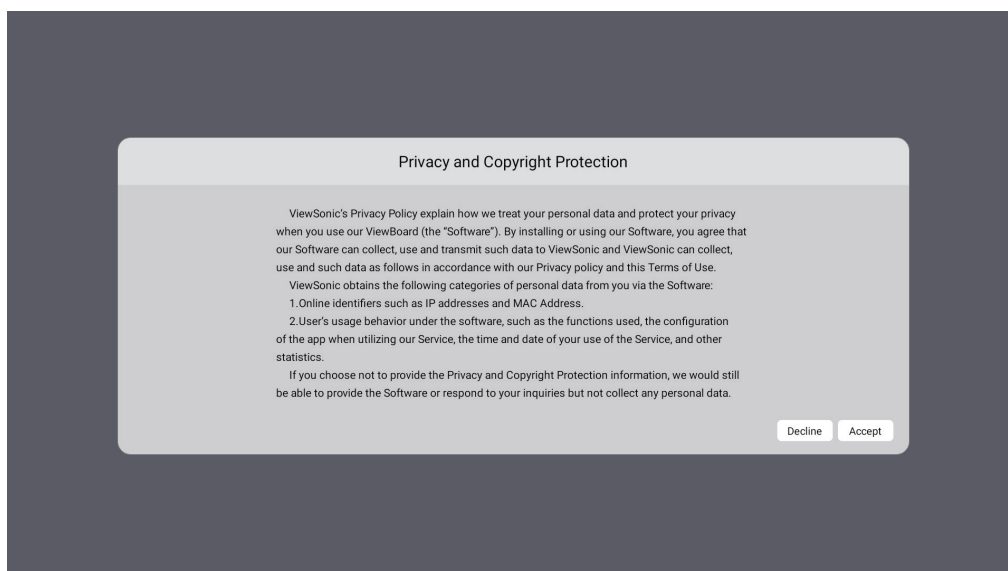 Privacy and Copyright Protection
ViewSonic's Privacy Policy explain how we treat your personal data and protect your privacy
when you use our ViewBoard (the “Software”). By installing or using our Software, you agree that
our Software can collect, use and transmit such data to ViewSonic and ViewSonic can collect,
use and such data as follows in accordance with our Privacy policy and this Terms of Use.
ViewSonic obtains the following categories of personal data from you via the Software:
1.Online identifiers such as IP addresses and MAC Address.
2.User's usage behavior under the software, such as the functions used, the configuration
of the app when utilizing our Service, the time and date of your use of the Service, and other
statistics.
If you choose not to provide the Privacy and Copyright Protection information, we would still
be able to provide the Software or respond to your inquiries but not collect any personal data.
Decline Accept